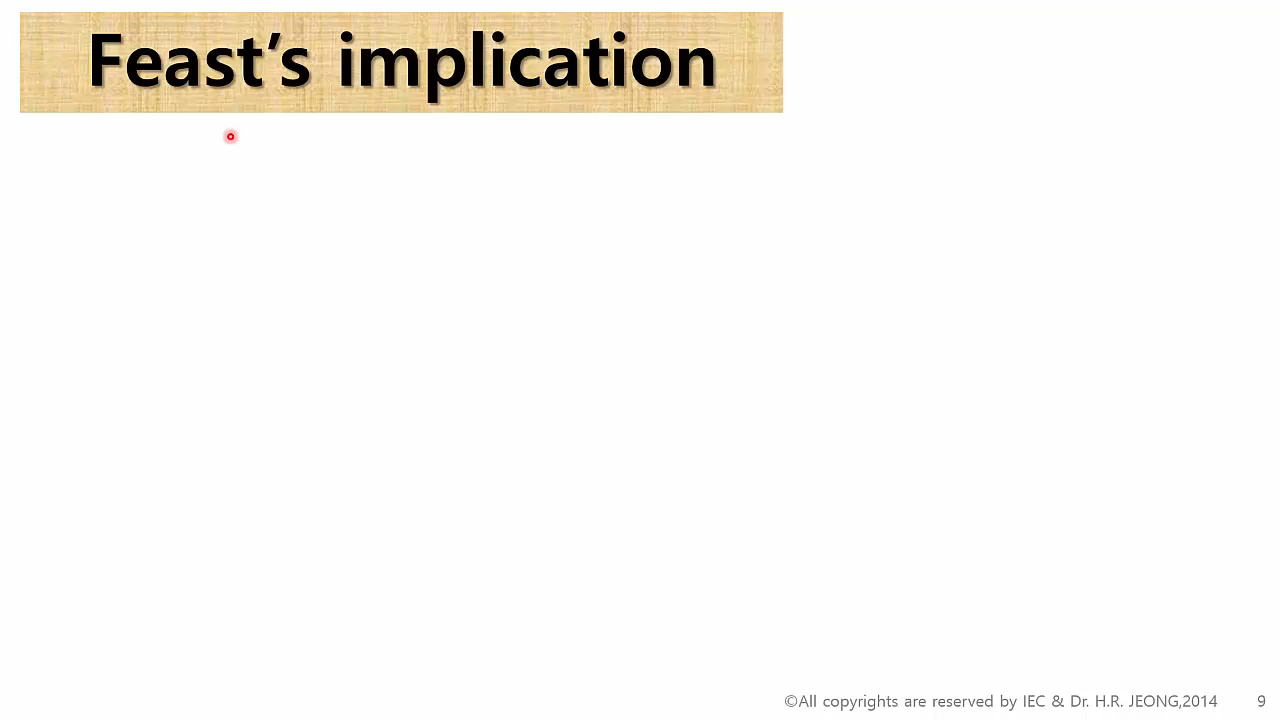 Feast’s implication
©All copyrights are reserved by IEC & Dr. H.R. JEONG,2014
9